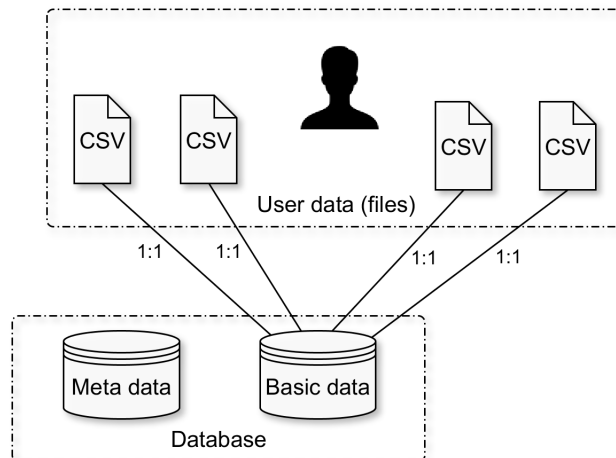 CSV
CSV
CSV
CSV
User data (files)
1:1
1:1
1:1
1:1
Meta data
Basic data
Database